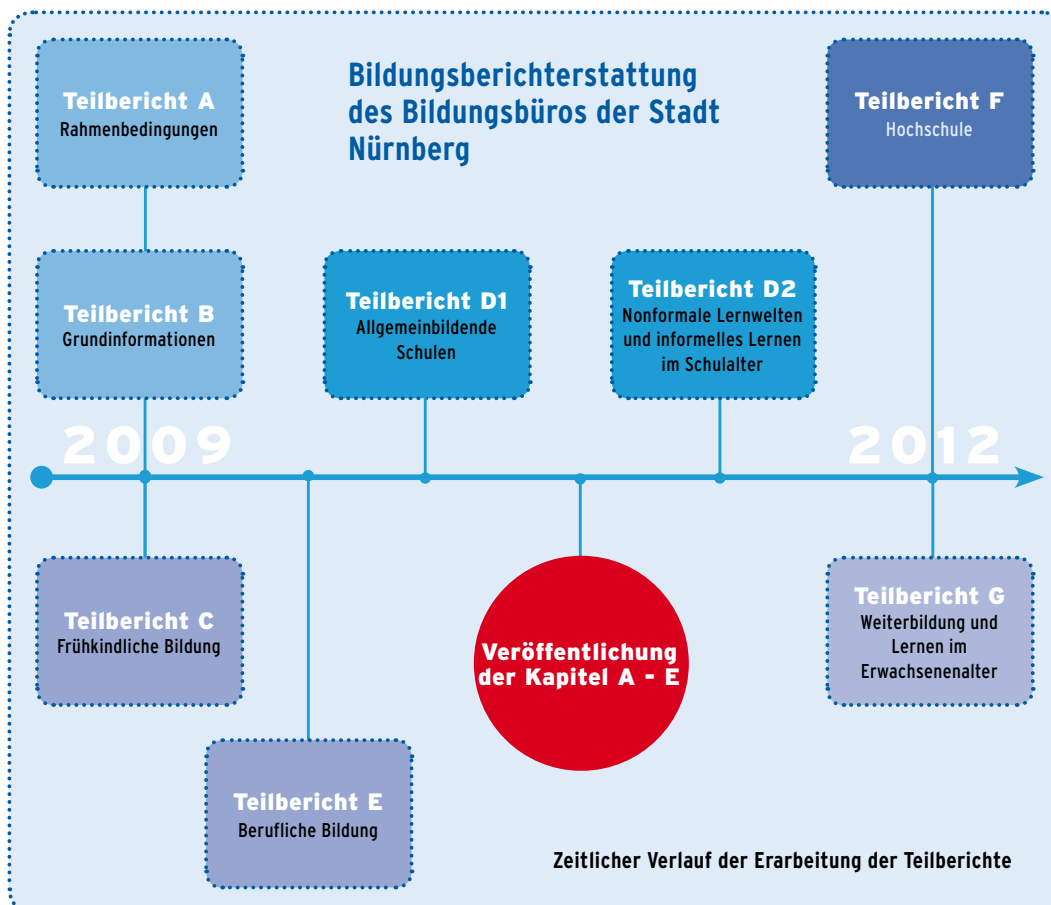 Bildungsberichterstattung
des Bildungsbüros der Stadt
Nürnberg
Teilbericht A
Rahmenbedingungen
Teilbericht F
Hochschule
Teilbericht B
Grundinformationen
Teilbericht D1
Allgemeinbildende
Schulen
Teilbericht D2
Nonformale Lernwelten
und informelles Lernen
im Schulalter
2009
2012
Teilbericht C
Frühkindliche Bildung
Veröffentlichung
der Kapitel A - E
Teilbericht G
Weiterbildung und
Lernen im
Erwachsenenalter
Teilbericht E
Berufliche Bildung
Zeitlicher Verlauf der Erarbeitung der Teilberichte